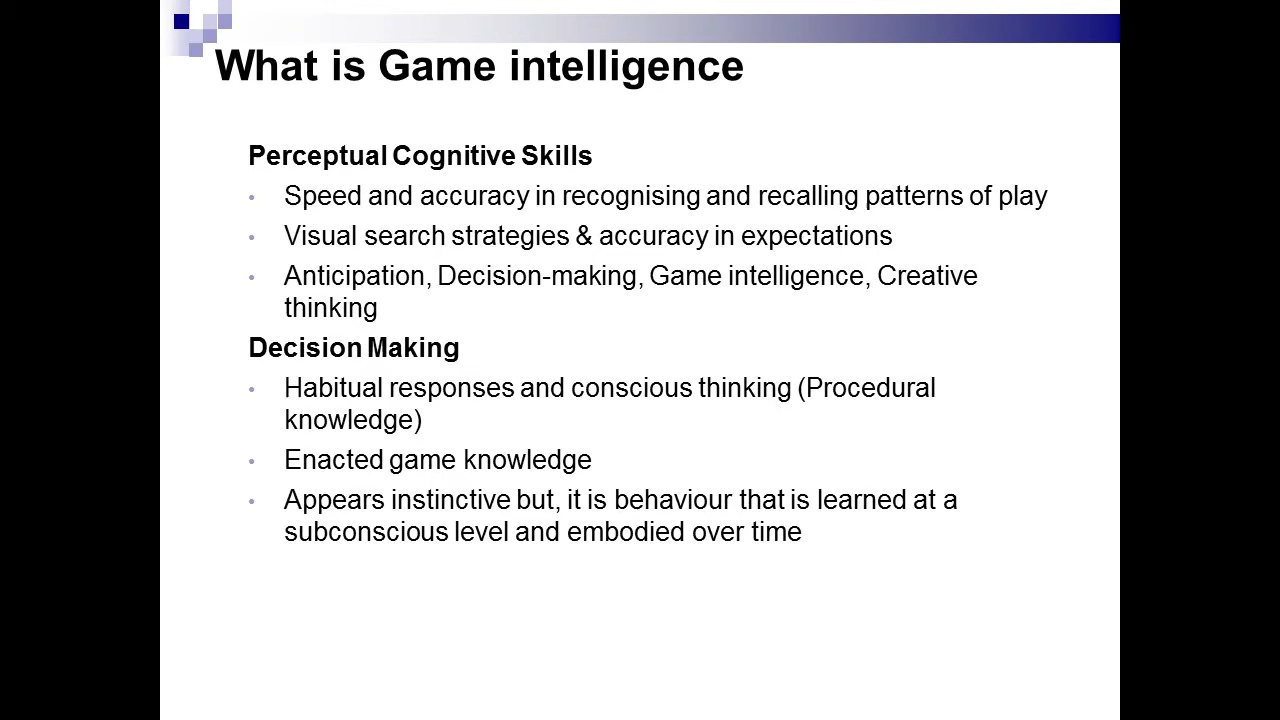 What is Game intelligence
Perceptual Cognitive Skills
• Speed and accuracy in recognising and recalling patterns of play
• Visual search strategies & accuracy in expectations
• Anticipation, Decision-making, Game intelligence, Creative
thinking
Decision Making
• Habitual responses and conscious thinking (Procedural
knowledge)
• Enacted game knowledge
• Appears instinctive but, it is behaviour that is learned at a
subconscious level and embodied over time